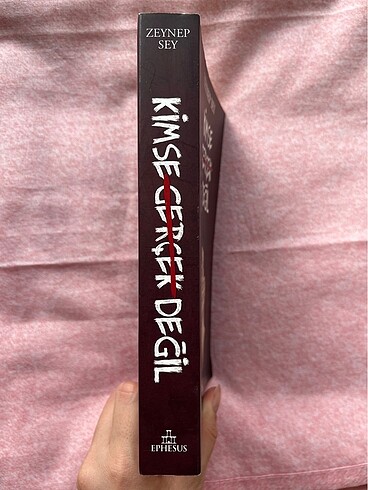 ZEYNEP
SEY
KİMSE GERÇEK DEĞİL
EPHESUS